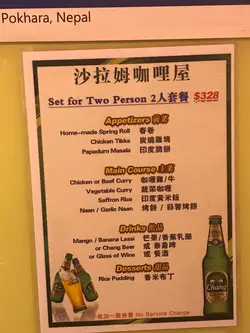 Pokhara, Nepal
沙拉姆咖哩屋
Set for Two Person 2人套餐 $328
Appetizers 前菜
Home-made Spring Roll 春卷
Chicken Tikka 炭燒雞塊
Papadum Masala 印度脆餅
Main Course 主菜
Chicken or Beef Curry 咖哩雞/牛
Vegetable Curry 蔬菜咖哩
Saffron Rice 印度黃米飯
Naan / Garlic Naan 烤餅 / 蒜蓉烤餅
Drinks 飲品
Mango / Banana Lassi 芒果/香蕉乳酪
or Chang Beer 或 泰象啤
or Glass of Wine 或 餐酒
Desserts 甜品
Rice Pudding 香米布丁
Chang
No Service Charge